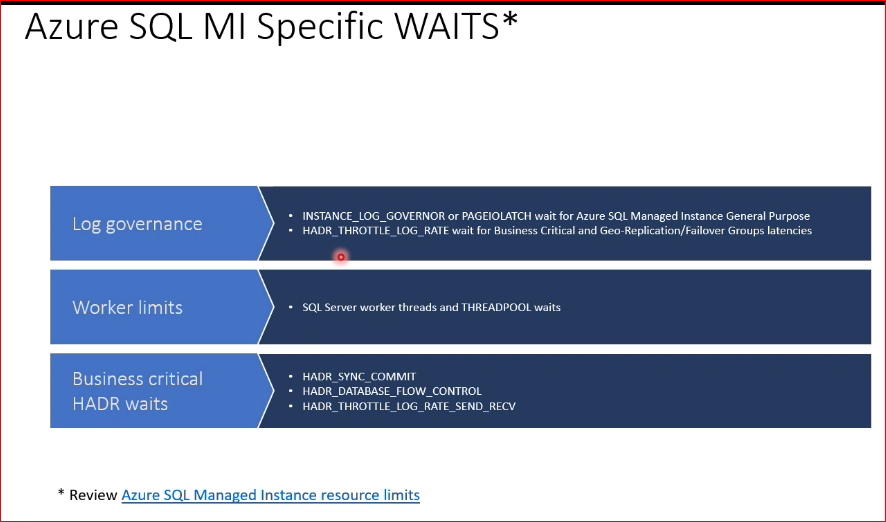 Azure SQL MI Specific WAITS*
Log governance
• INSTANCE_LOG_GOVERNOR or PAGEIOLATCH wait for Azure SQL Managed Instance General Purpose
• HADR_THROTTLE_LOG_RATE wait for Business Critical and Geo-Replication/Failover Groups latencies
Worker limits
• SQL Server worker threads and THREADPOOL waits
Business critical
HADR waits
• HADR_SYNC_COMMIT
• HADR_DATABASE_FLOW_CONTROL
• HADR_THROTTLE_LOG_RATE_SEND_RECV
* Review Azure SQL Managed Instance resource limits